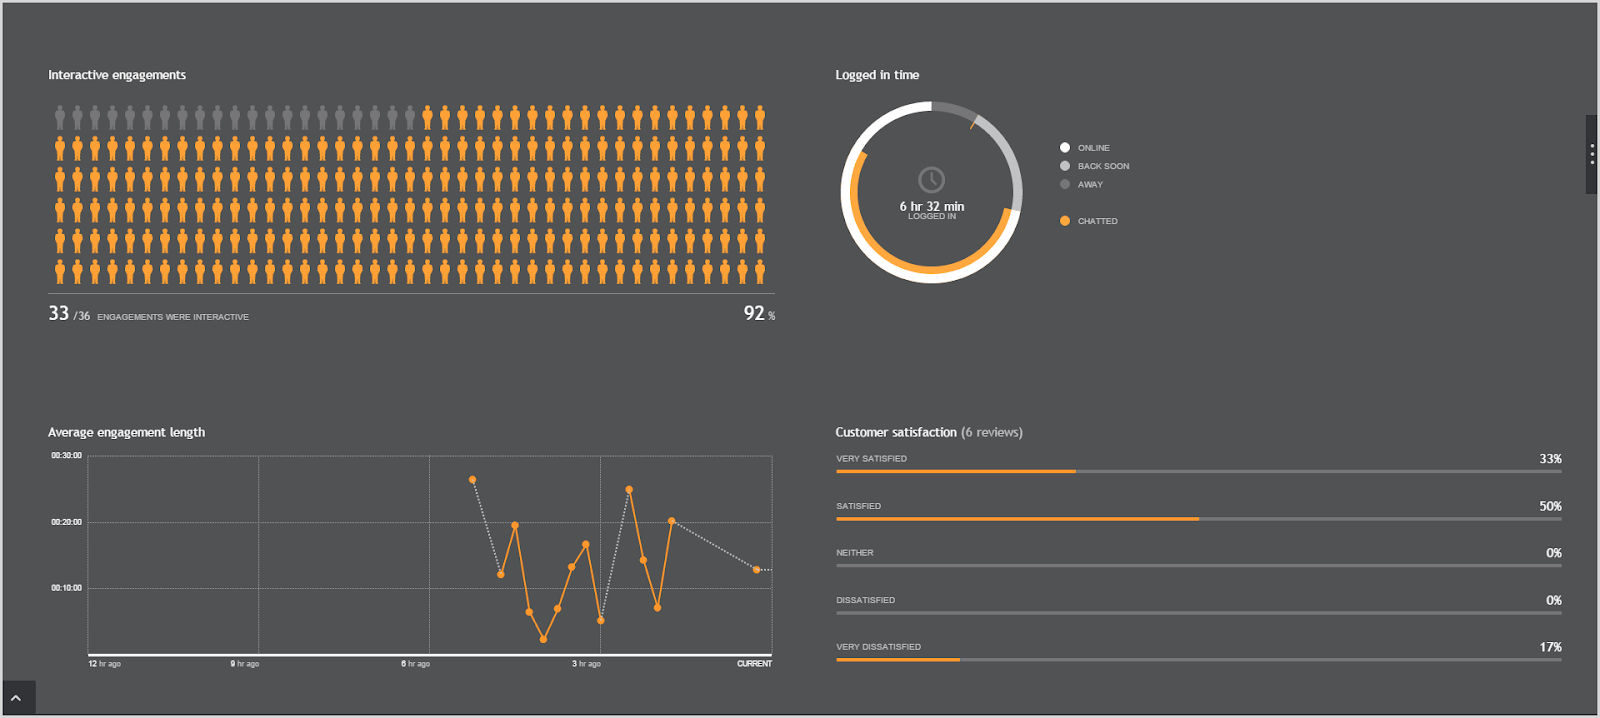 Interactive engagements
33 /36 ENGAGEMENTS WERE INTERACTIVE
92 %
Logged in time
6 hr 32 min
LOGGED IN
ONLINE
BACK SOON
AWAY
CHATTED
Average engagement length
00:30:00
00:20:00
00:10:00
12 hr ago
9 hr ago
6 hr ago
3 hr ago
CURRENT
Customer satisfaction (6 reviews)
VERY SATISFIED 33%
SATISFIED 50%
NEITHER 0%
DISSATISFIED 0%
VERY DISSATISFIED 17%